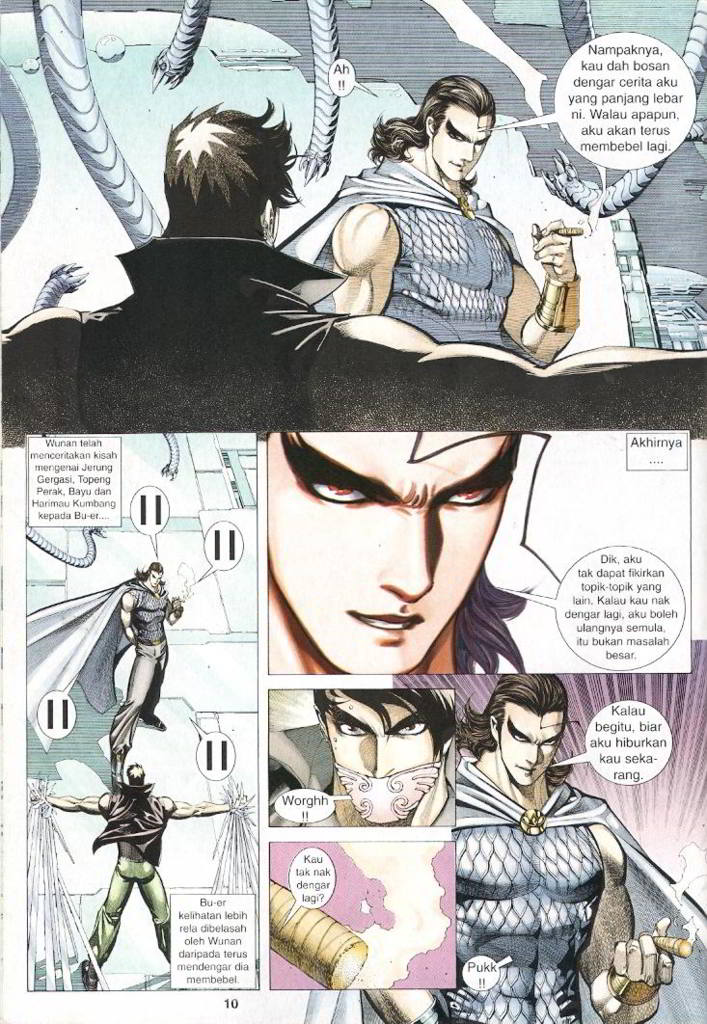 Ah
!!
Nampaknya,
kau dah bosan
dengar cerita aku
yang panjang lebar
ni. Walau apapun,
aku akan terus
membebel lagi.
Wunan telah
menceritakan kisah
mengenai Jerung
Gergasi, Topeng
Perak, Bayu dan
Harimau Kumbang
kepada Bu-er....
!!
!!
!!
!!
Bu-er
kelihatan lebih
rela dibelasah
oleh Wunan
daripada terus
mendengar dia
membebel.
Akhirnya
....
Dik, aku
tak dapat fikirkan
topik-topik yang
lain. Kalau kau nak
dengar lagi, aku boleh
ulangnya semula,
itu bukan masalah
besar.
Worghh
!!
Kau
tak nak
dengar
lagi?
Kalau
begitu, biar
aku hiburkan
kau seka-
rang.
Pukk
!!
10